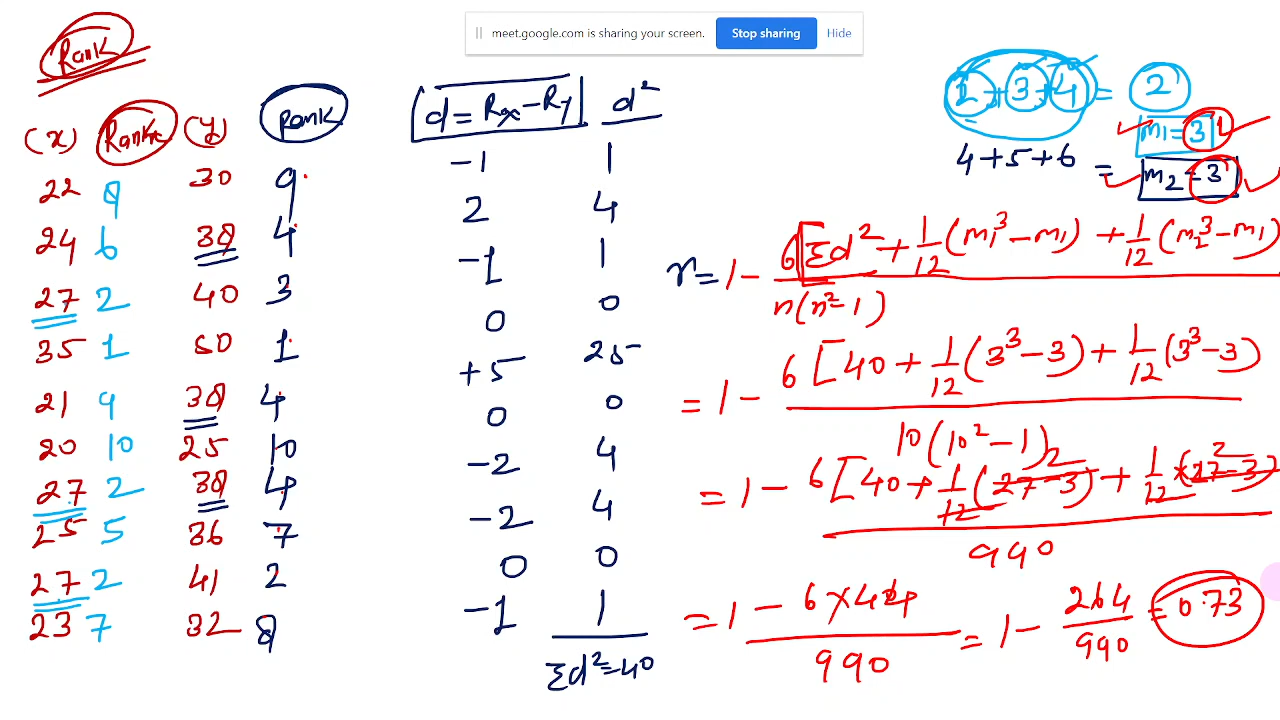 meet.google.com is sharing your screen. Stop sharing Hide
Rank
(x) Rankx (y) Rank d = Rx - Ry d²
22 8 30 9 -1 1
24 6 38 4 2 4
27 2 40 3 -1 1
35 1 50 1 0 0
21 9 38 4 +5 25
20 10 25 10 0 0
27 2 38 4 -2 4
25 5 36 7 -2 4
27 2 41 2 0 0
23 7 32 8 -1 1
Σd² = 40
2 + 3 + 4 = 2
m1 = 3
4 + 5 + 6 = m2 = 3
r = 1 - 6[Σd² + 1/12 (m1³ - m1) + 1/12 (m2³ - m1) / n(n² - 1)
= 1 - 6[40 + 1/12 (3³ - 3) + 1/12 (3³ - 3) / 10(10² - 1)
= 1 - 6[40 + 1/12 (27 - 3) 2 + 1/12 × (27 - 3) 2 / 990
= 1 - 6 × 44 / 990 = 1 - 264 / 990 = 0.73